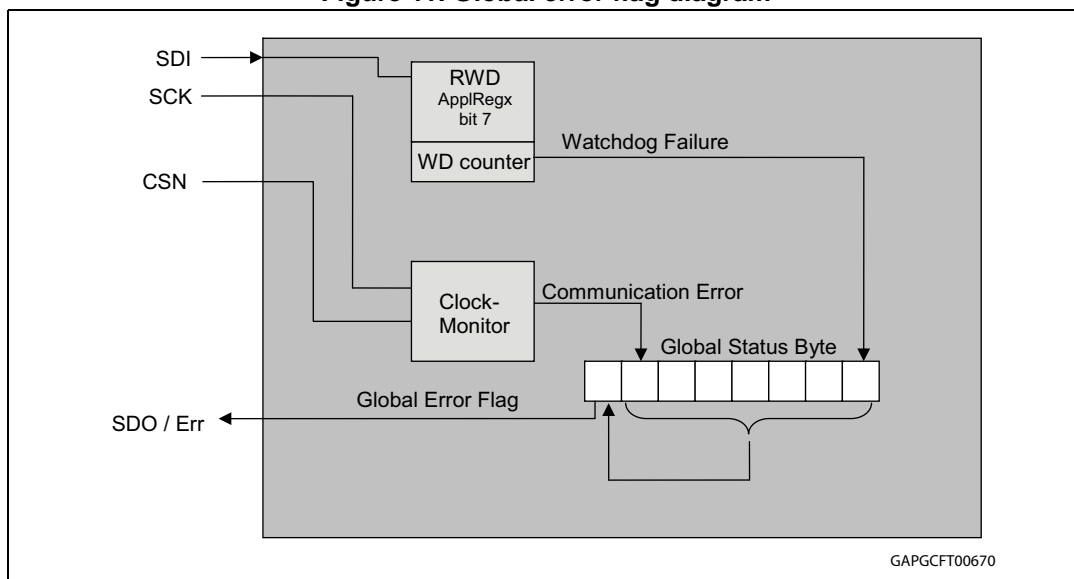 SDI
SCK
CSN
RWD
ApplRegx
bit 7
WD counter
Watchdog Failure
Clock-
Monitor
Communication Error
Global Status Byte
Global Error Flag
SDO / Err
GAPGCFT00670